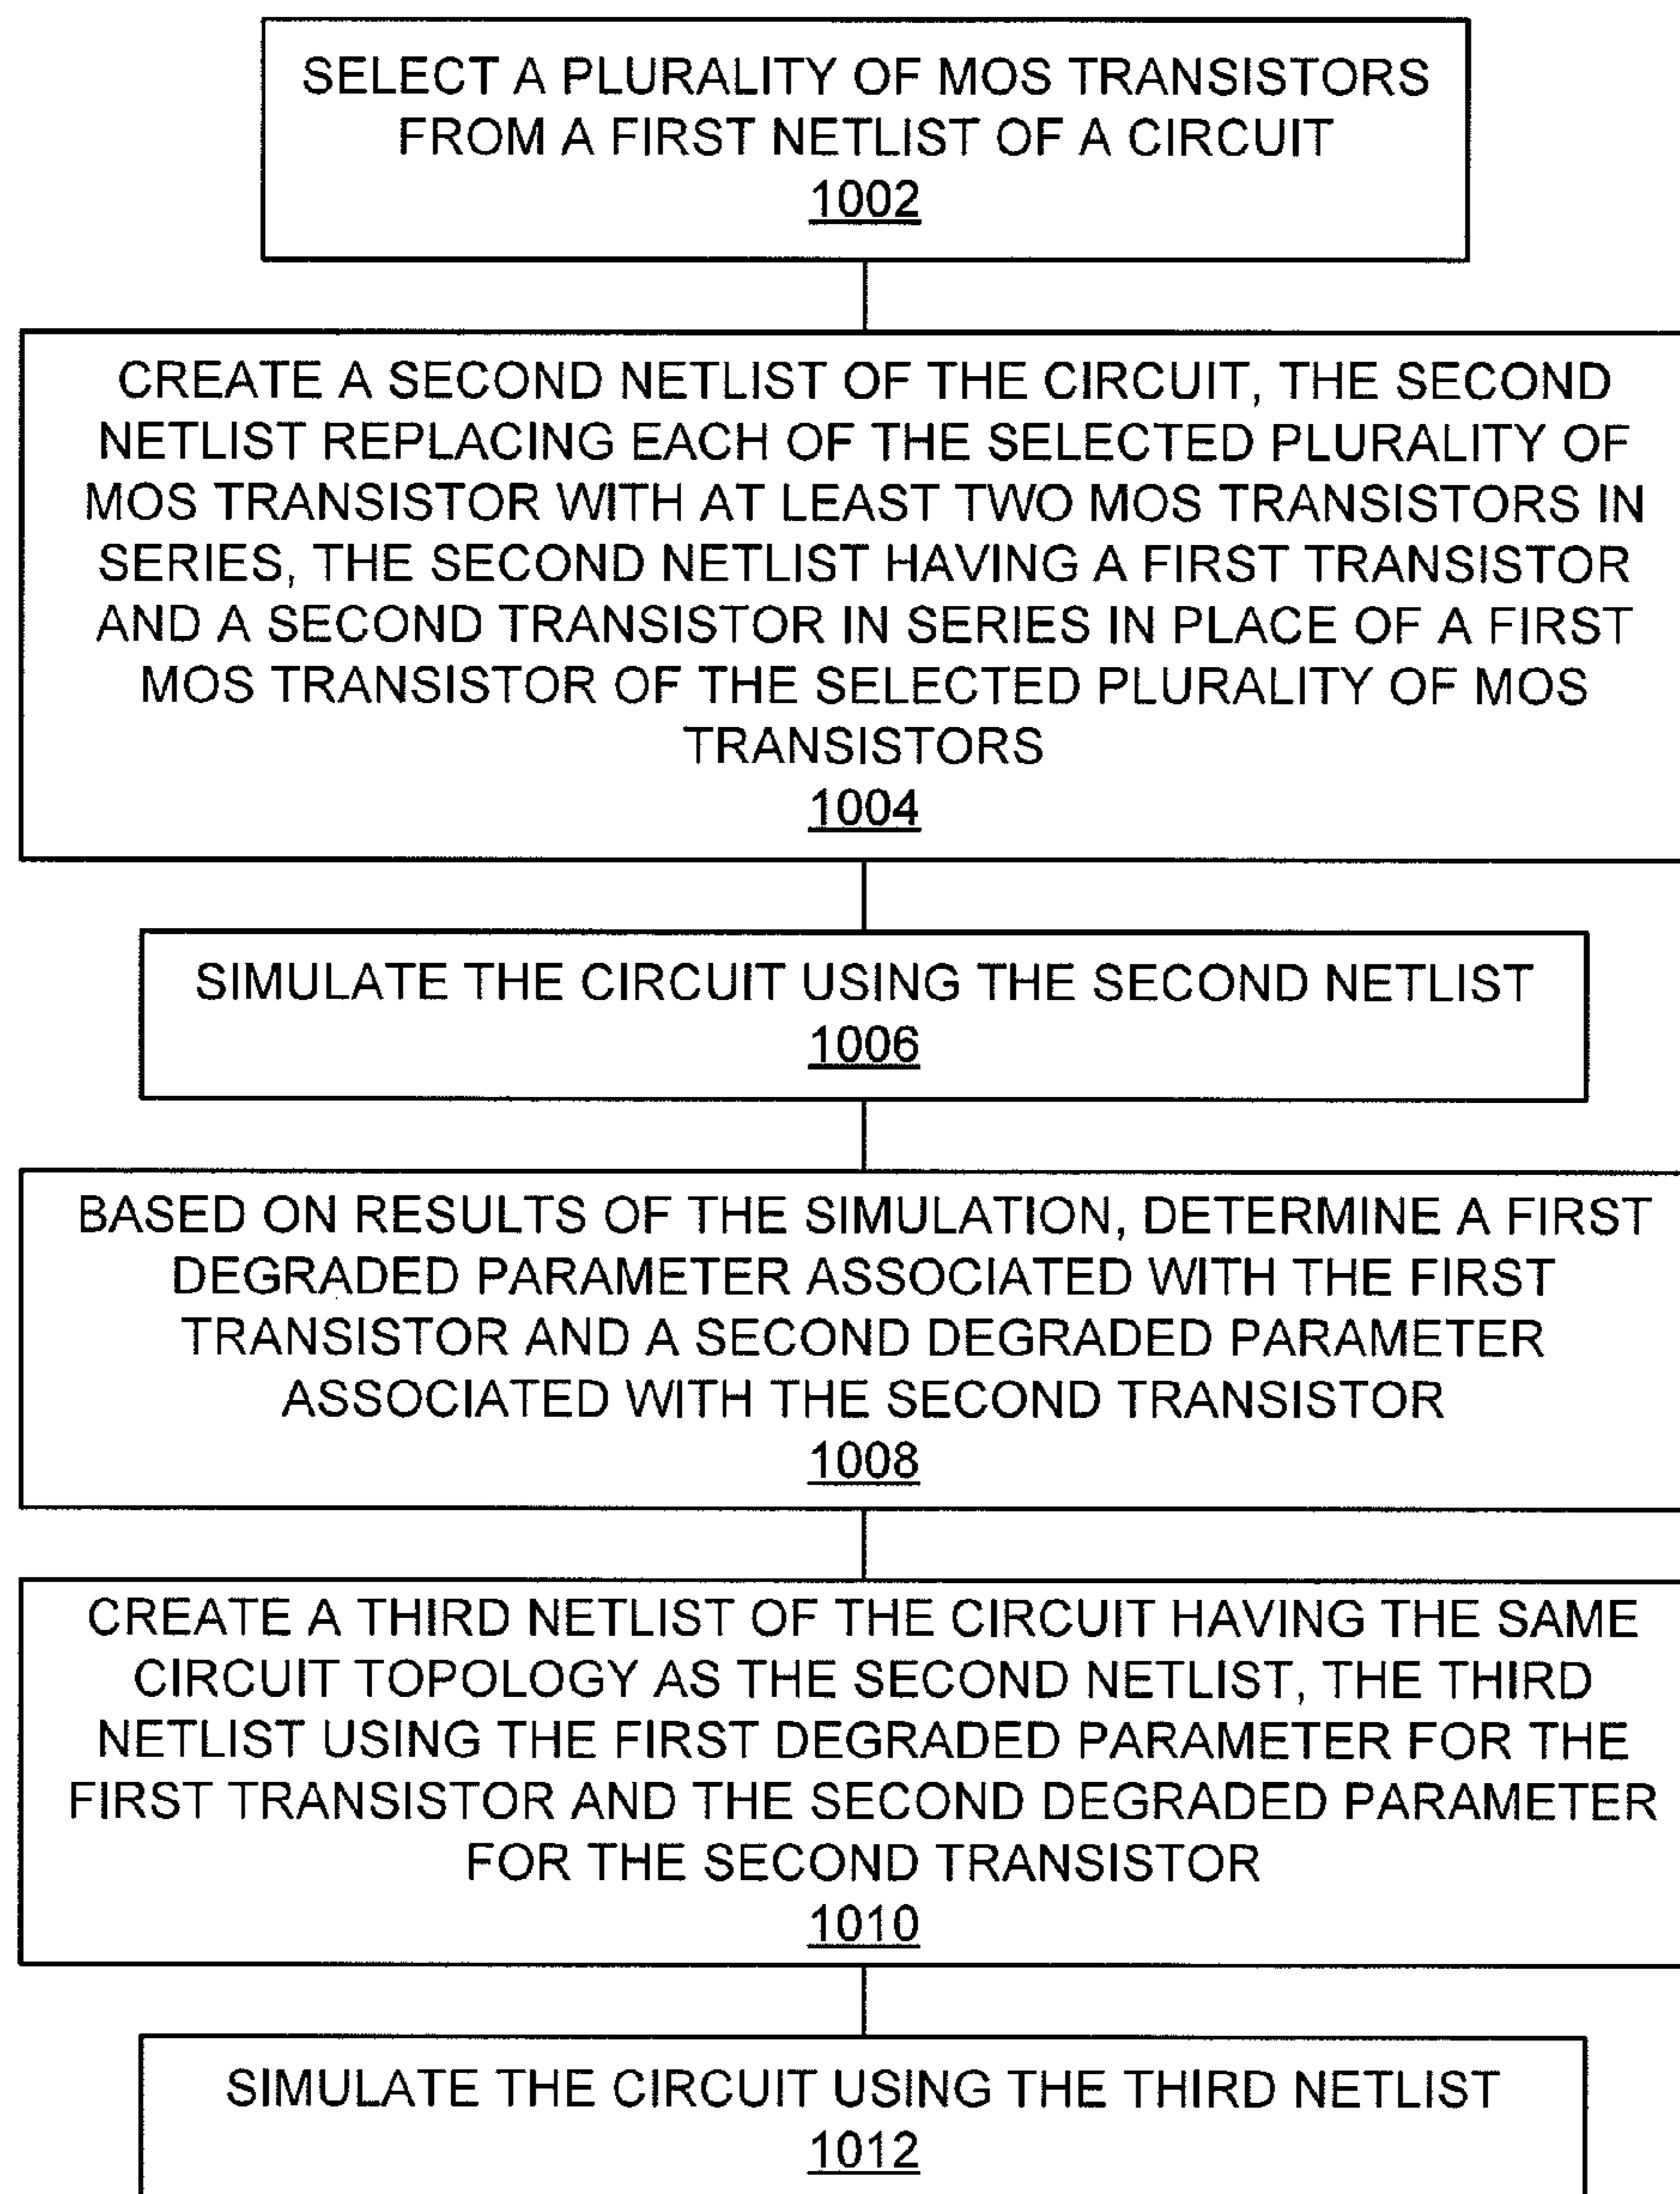 SELECT A PLURALITY OF MOS TRANSISTORS
FROM A FIRST NETLIST OF A CIRCUIT
1002
CREATE A SECOND NETLIST OF THE CIRCUIT, THE SECOND
NETLIST REPLACING EACH OF THE SELECTED PLURALITY OF
MOS TRANSISTOR WITH AT LEAST TWO MOS TRANSISTORS IN
SERIES, THE SECOND NETLIST HAVING A FIRST TRANSISTOR
AND A SECOND TRANSISTOR IN SERIES IN PLACE OF A FIRST
MOS TRANSISTOR OF THE SELECTED PLURALITY OF MOS
TRANSISTORS
1004
SIMULATE THE CIRCUIT USING THE SECOND NETLIST
1006
BASED ON RESULTS OF THE SIMULATION, DETERMINE A FIRST
DEGRADED PARAMETER ASSOCIATED WITH THE FIRST
TRANSISTOR AND A SECOND DEGRADED PARAMETER
ASSOCIATED WITH THE SECOND TRANSISTOR
1008
CREATE A THIRD NETLIST OF THE CIRCUIT HAVING THE SAME
CIRCUIT TOPOLOGY AS THE SECOND NETLIST, THE THIRD
NETLIST USING THE FIRST DEGRADED PARAMETER FOR THE
FIRST TRANSISTOR AND THE SECOND DEGRADED PARAMETER
FOR THE SECOND TRANSISTOR
1010
SIMULATE THE CIRCUIT USING THE THIRD NETLIST
1012